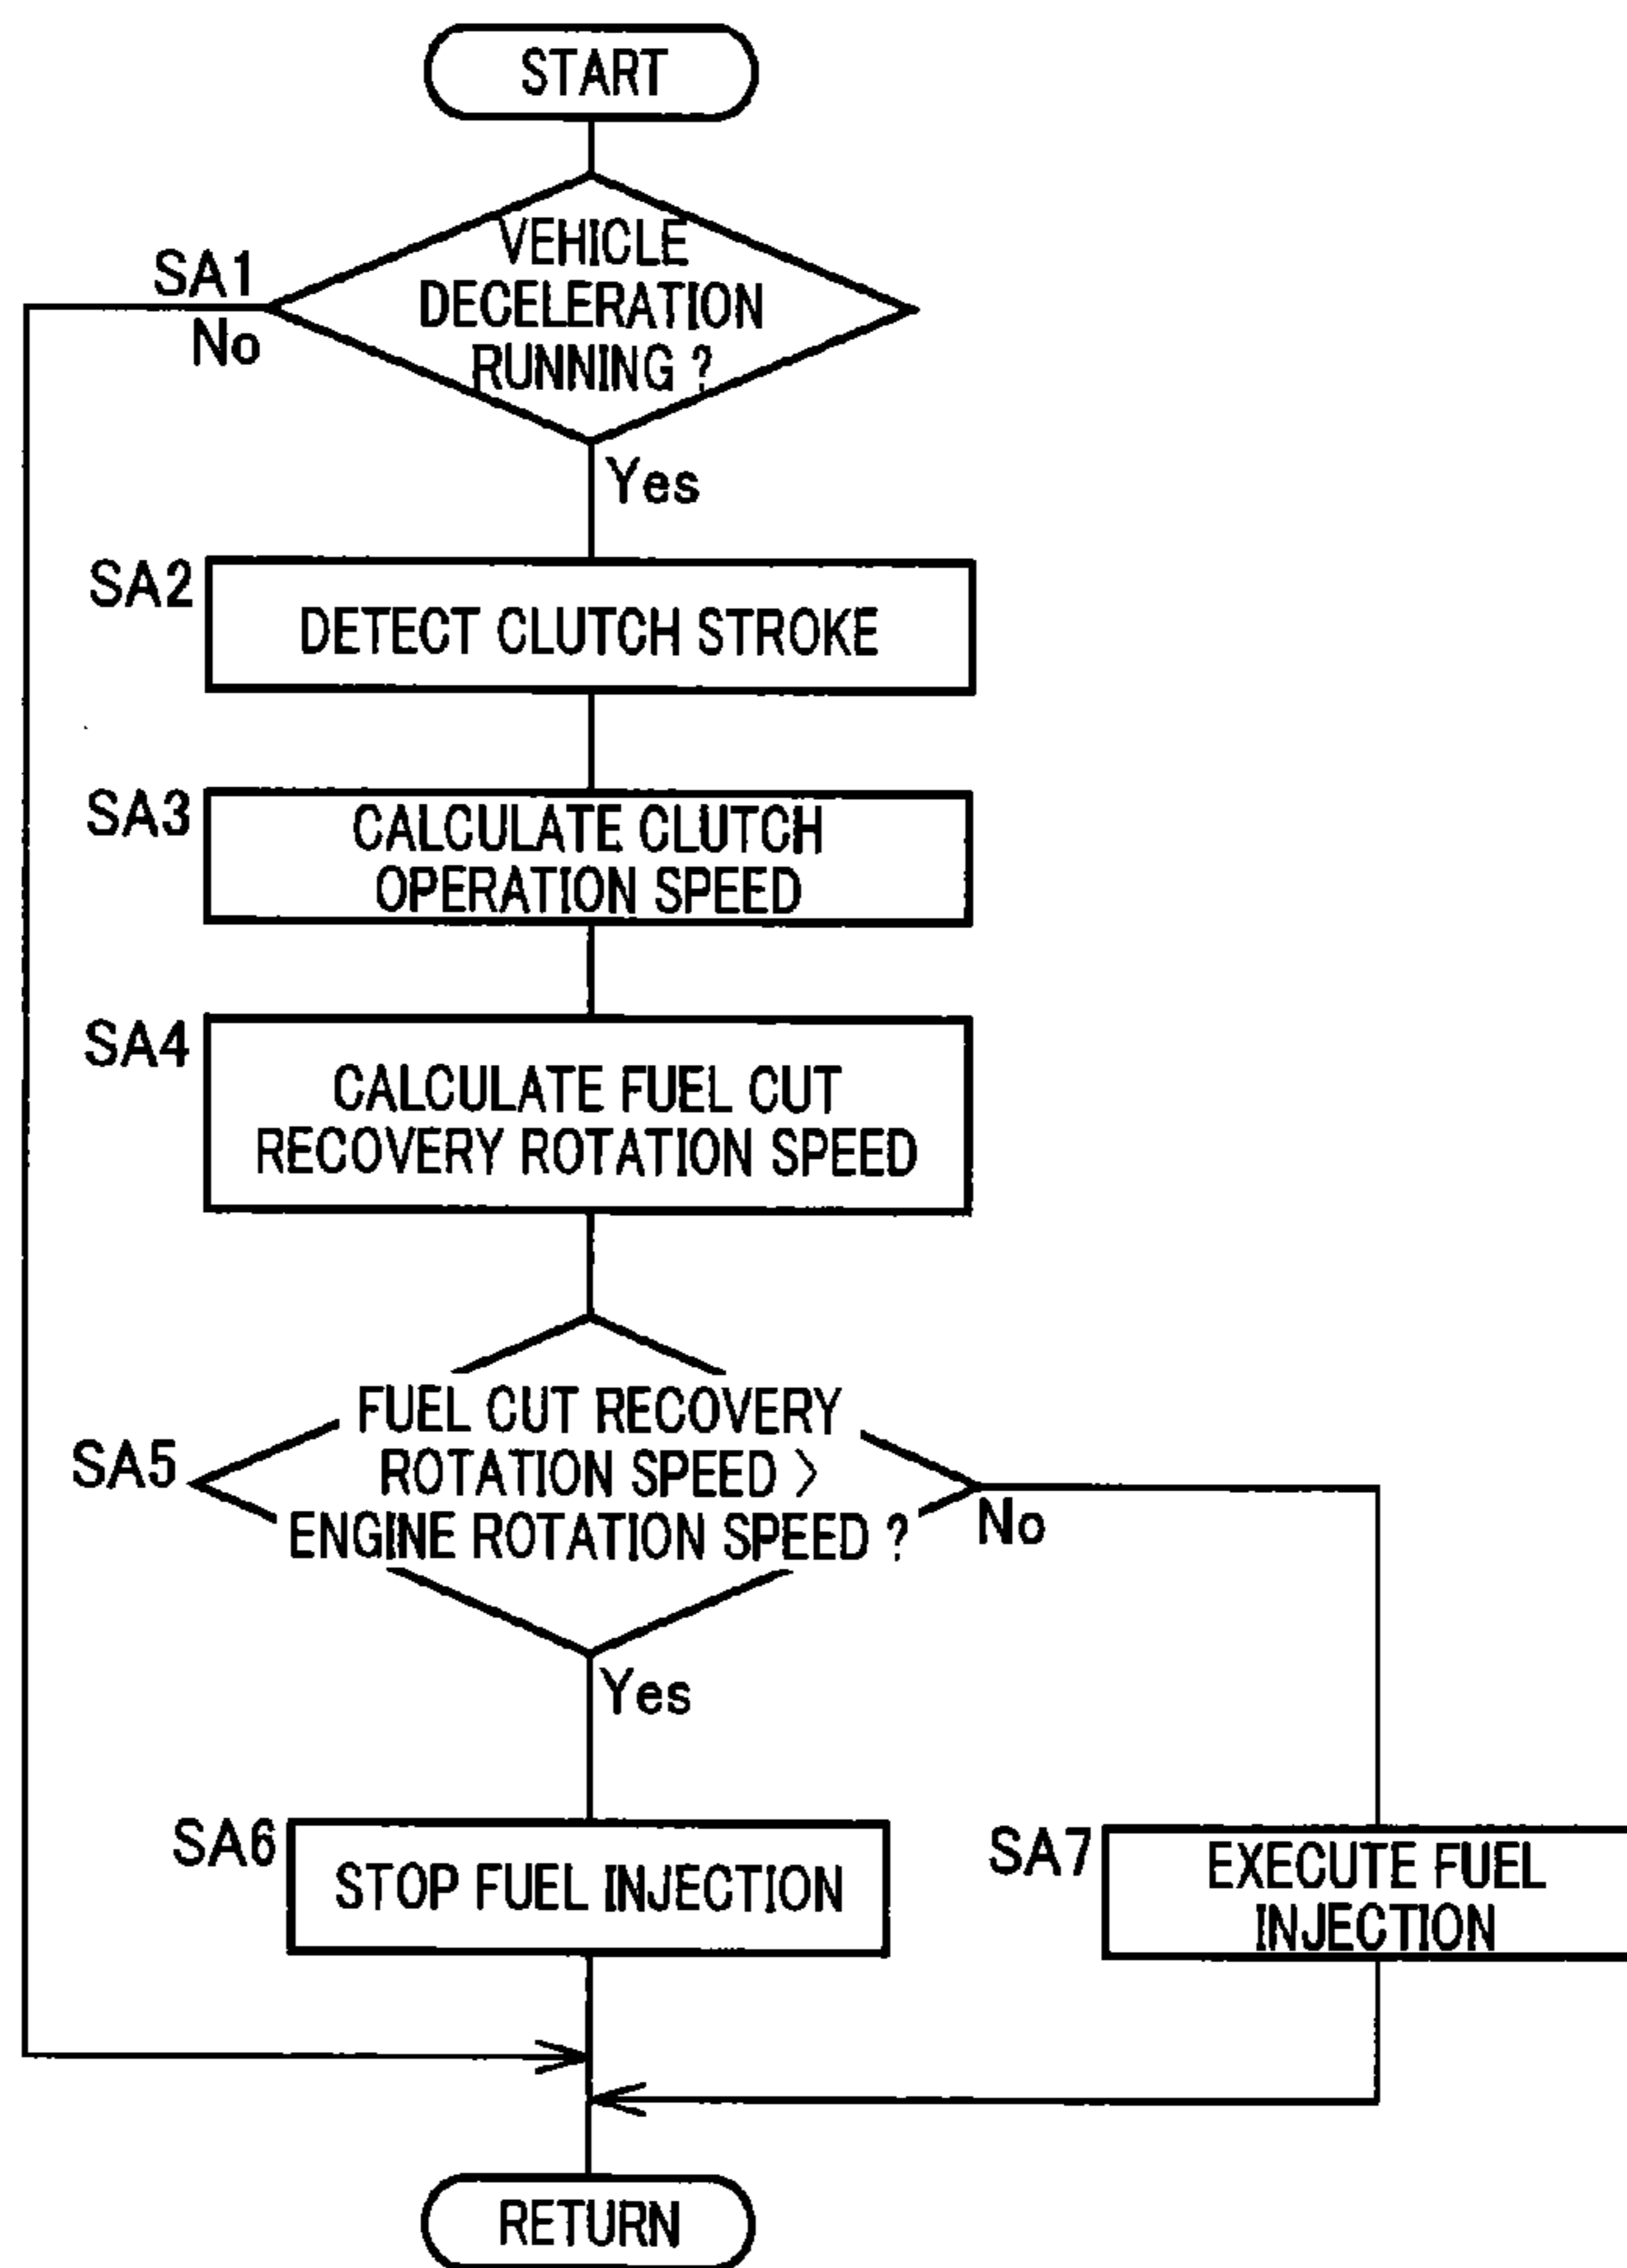 START
VEHICLE
DECELERATION
RUNNING ?
SA1
No
Yes
SA2
DETECT CLUTCH STROKE
SA3
CALCULATE CLUTCH
OPERATION SPEED
SA4
CALCULATE FUEL CUT
RECOVERY ROTATION SPEED
SA5
FUEL CUT RECOVERY
ROTATION SPEED >
ENGINE ROTATION SPEED ?
No
Yes
SA6
STOP FUEL INJECTION
SA7
EXECUTE FUEL
INJECTION
RETURN